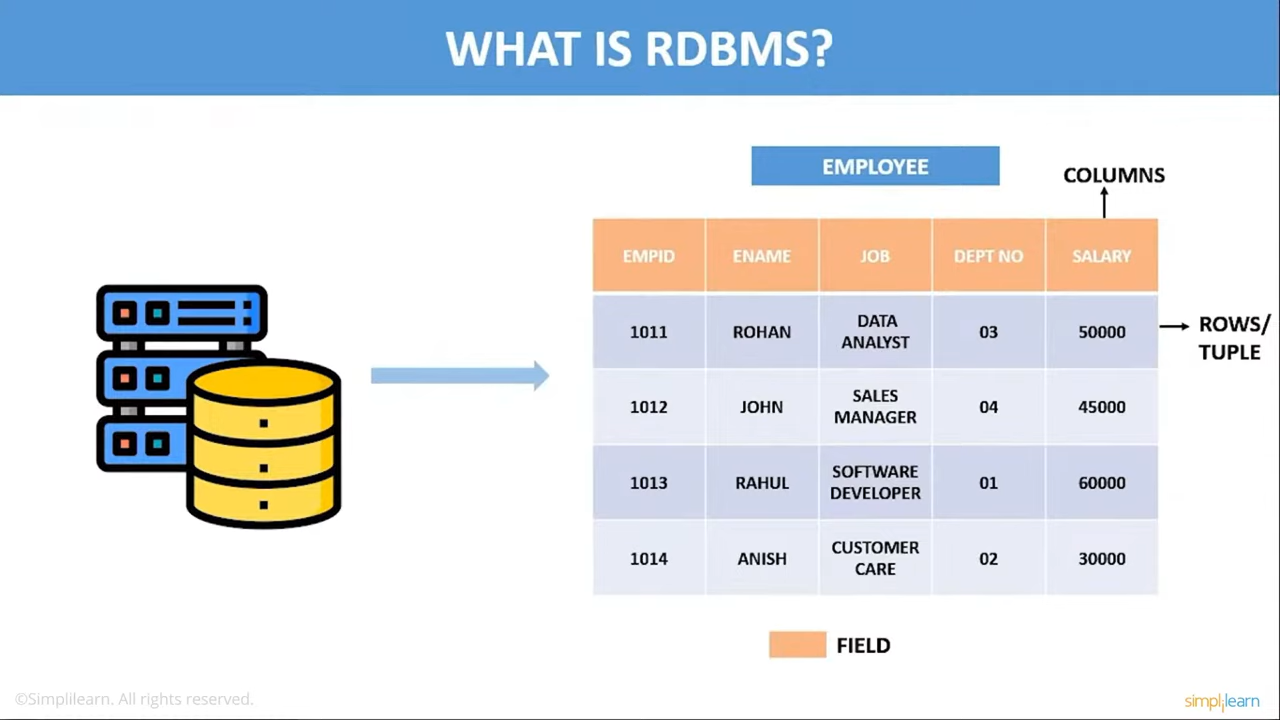 WHAT IS RDBMS?
EMPLOYEE
COLUMNS
EMPID ENAME JOB DEPT NO SALARY
1011 ROHAN DATA ANALYST 03 50000
ROWS/
TUPLE
1012 JOHN SALES MANAGER 04 45000
1013 RAHUL SOFTWARE DEVELOPER 01 60000
1014 ANISH CUSTOMER CARE 02 30000
FIELD
©Simplilearn. All rights reserved.
simplilearn